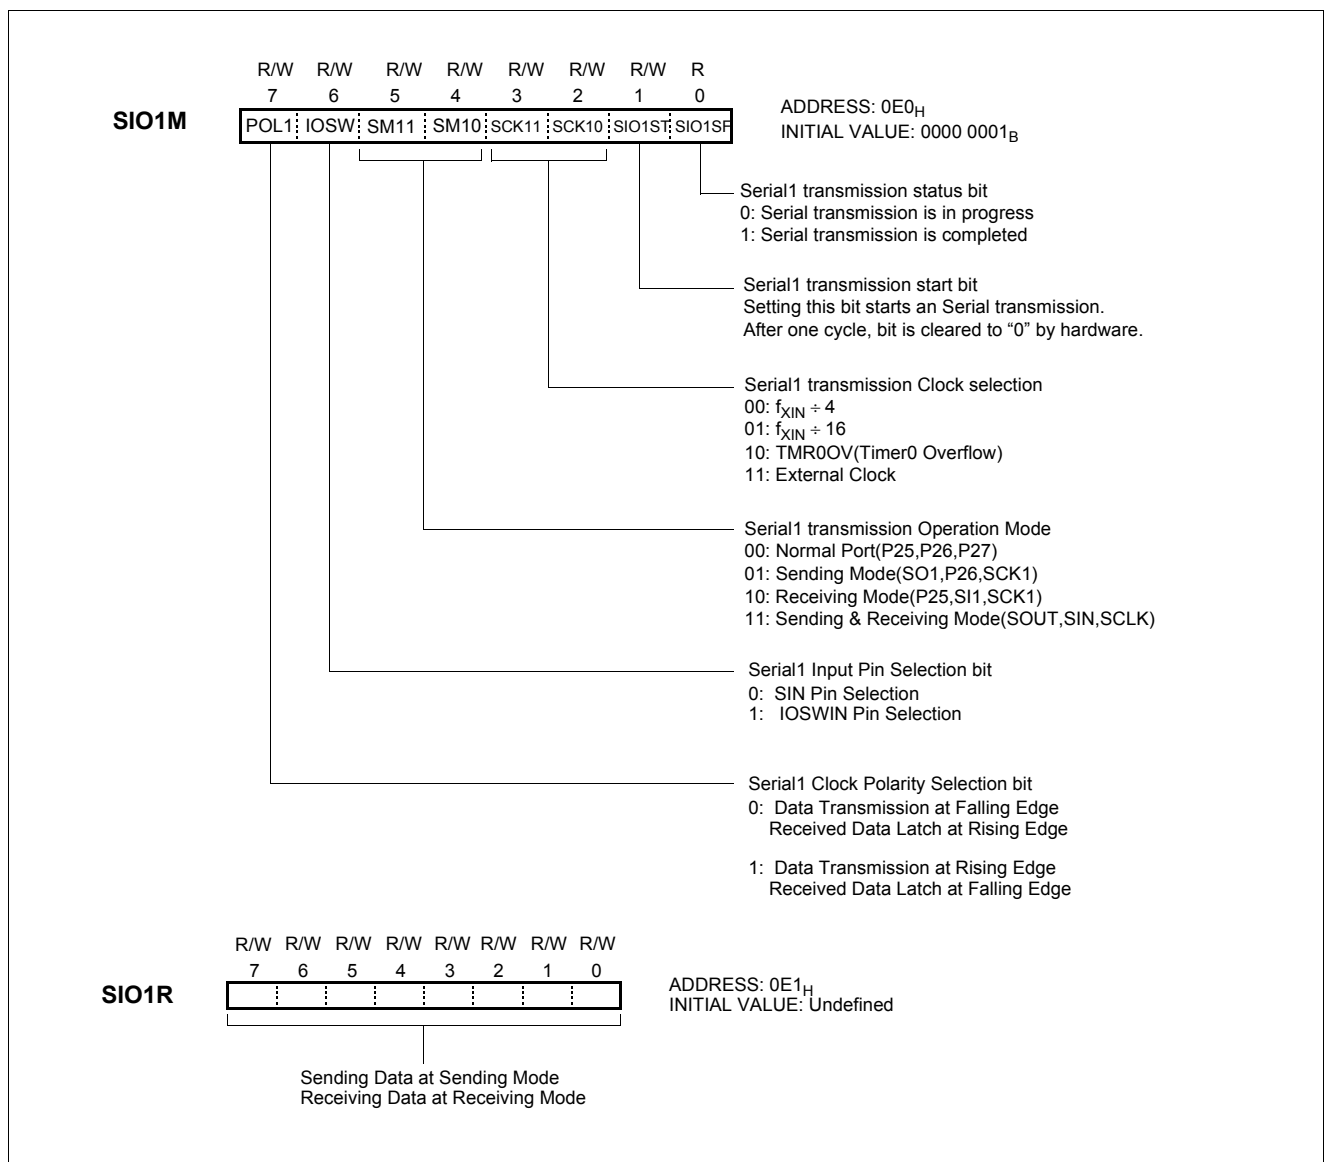 R/W R/W R/W R/W R/W R/W R/W R
7 6 5 4 3 2 1 0
SIO1M POL1 IOSW SM11 SM10 SCK11 SCK10 SIO1ST SIO1SF
ADDRESS: 0E0H
INITIAL VALUE: 0000 0001B
Serial1 transmission status bit
0: Serial transmission is in progress
1: Serial transmission is completed
Serial1 transmission start bit
Setting this bit starts an Serial transmission.
After one cycle, bit is cleared to “0” by hardware.
Serial1 transmission Clock selection
00: fXIN ÷ 4
01: fXIN ÷ 16
10: TMR0OV(Timer0 Overflow)
11: External Clock
Serial1 transmission Operation Mode
00: Normal Port(P25,P26,P27)
01: Sending Mode(SO1,P26,SCK1)
10: Receiving Mode(P25,SI1,SCK1)
11: Sending & Receiving Mode(SOUT,SIN,SCLK)
Serial1 Input Pin Selection bit
0: SIN Pin Selection
1: IOSWIN Pin Selection
Serial1 Clock Polarity Selection bit
0: Data Transmission at Falling Edge
Received Data Latch at Rising Edge
1: Data Transmission at Rising Edge
Received Data Latch at Falling Edge
R/W R/W R/W R/W R/W R/W R/W R/W
7 6 5 4 3 2 1 0
SIO1R
ADDRESS: 0E1H
INITIAL VALUE: Undefined
Sending Data at Sending Mode
Receiving Data at Receiving Mode